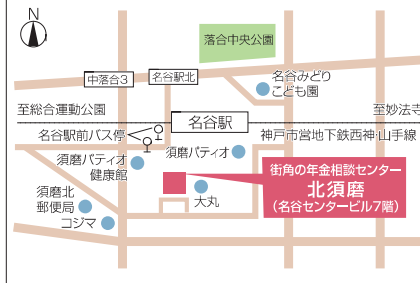 N
落合中央公園
中落合3
名谷駅北
名谷みどり
こども園
至総合運動公園
名谷駅
至妙法寺
名谷駅前バス停
神戸市営地下鉄西神・山手線
須磨パティオ
健康館
須磨パティオ
街角の年金相談センター
北須磨
(名谷センタービル7階)
須磨北
郵便局
大丸
コジマ